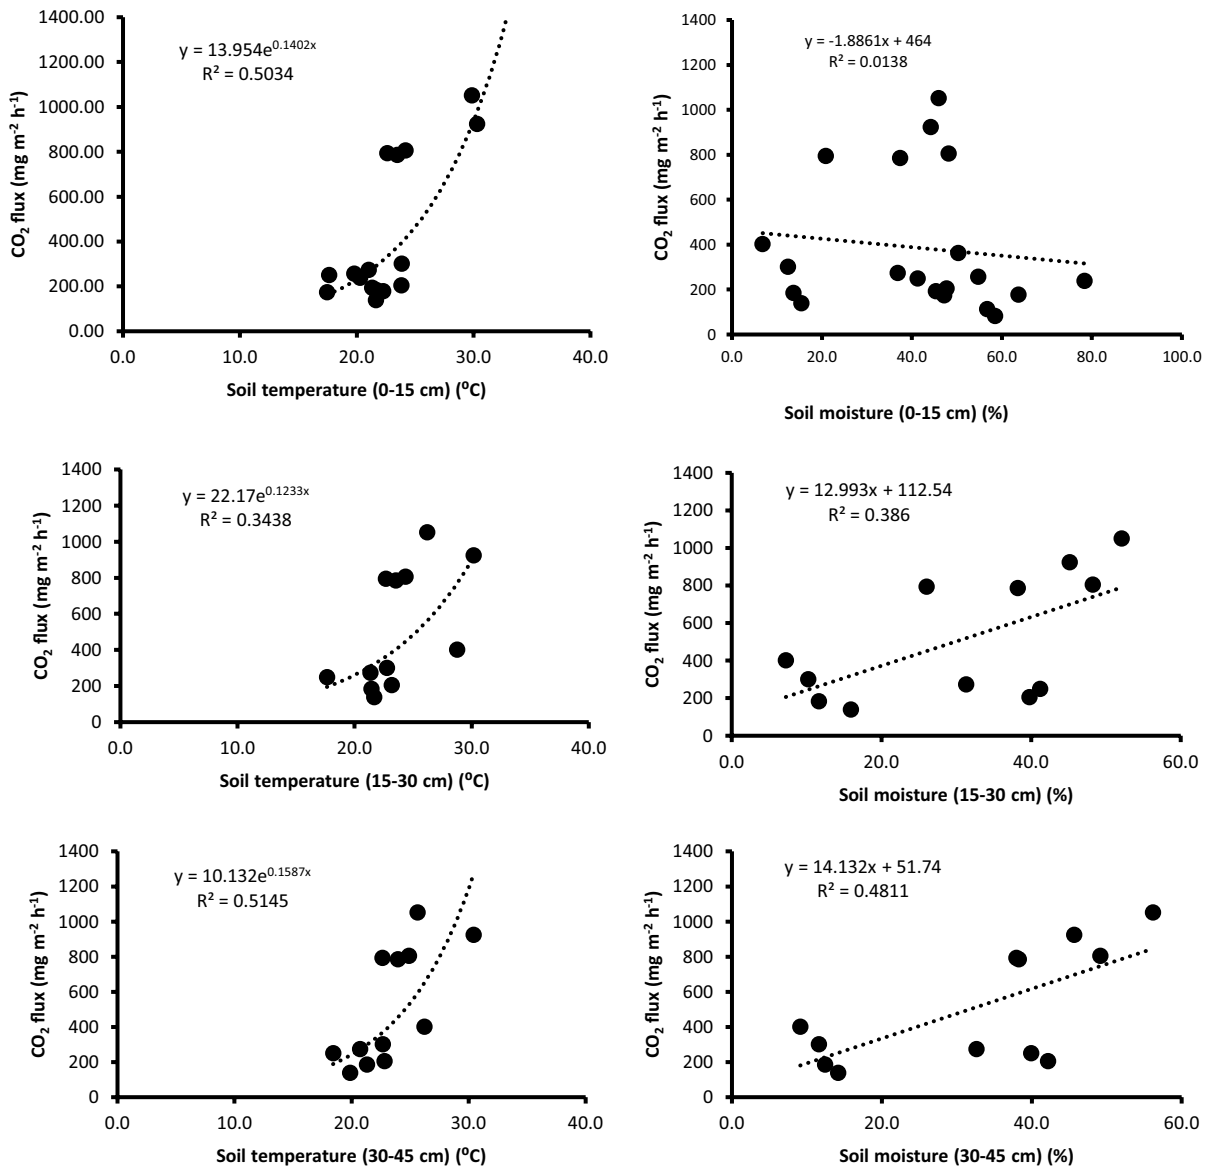 1400.00
1200.00
1000.00
800.00
600.00
400.00
200.00
0.00
CO₂ flux (mg m⁻² h⁻¹)
y = 13.954e⁰·¹⁴⁰²ˣ
R² = 0.5034
0.0 10.0 20.0 30.0 40.0
Soil temperature (0-15 cm) (⁰C)
1400
1200
1000
800
600
400
200
0
CO₂ flux (mg m⁻² h⁻¹)
y = -1.8861x + 464
R² = 0.0138
0.0 20.0 40.0 60.0 80.0 100.0
Soil moisture (0-15 cm) (%)
1400
1200
1000
800
600
400
200
0
CO₂ flux (mg m⁻² h⁻¹)
y = 22.17e⁰·¹²³³ˣ
R² = 0.3438
0.0 10.0 20.0 30.0 40.0
Soil temperature (15-30 cm) (⁰C)
1400
1200
1000
800
600
400
200
0
CO₂ flux (mg m⁻² h⁻¹)
y = 12.993x + 112.54
R² = 0.386
0.0 20.0 40.0 60.0
Soil moisture (15-30 cm) (%)
1400
1200
1000
800
600
400
200
0
CO₂ flux (mg m⁻² h⁻¹)
y = 10.132e⁰·¹⁵⁸⁷ˣ
R² = 0.5145
0.0 10.0 20.0 30.0 40.0
Soil temperature (30-45 cm) (⁰C)
1400
1200
1000
800
600
400
200
0
CO₂ flux (mg m⁻² h⁻¹)
y = 14.132x + 51.74
R² = 0.4811
0.0 20.0 40.0 60.0
Soil moisture (30-45 cm) (%)